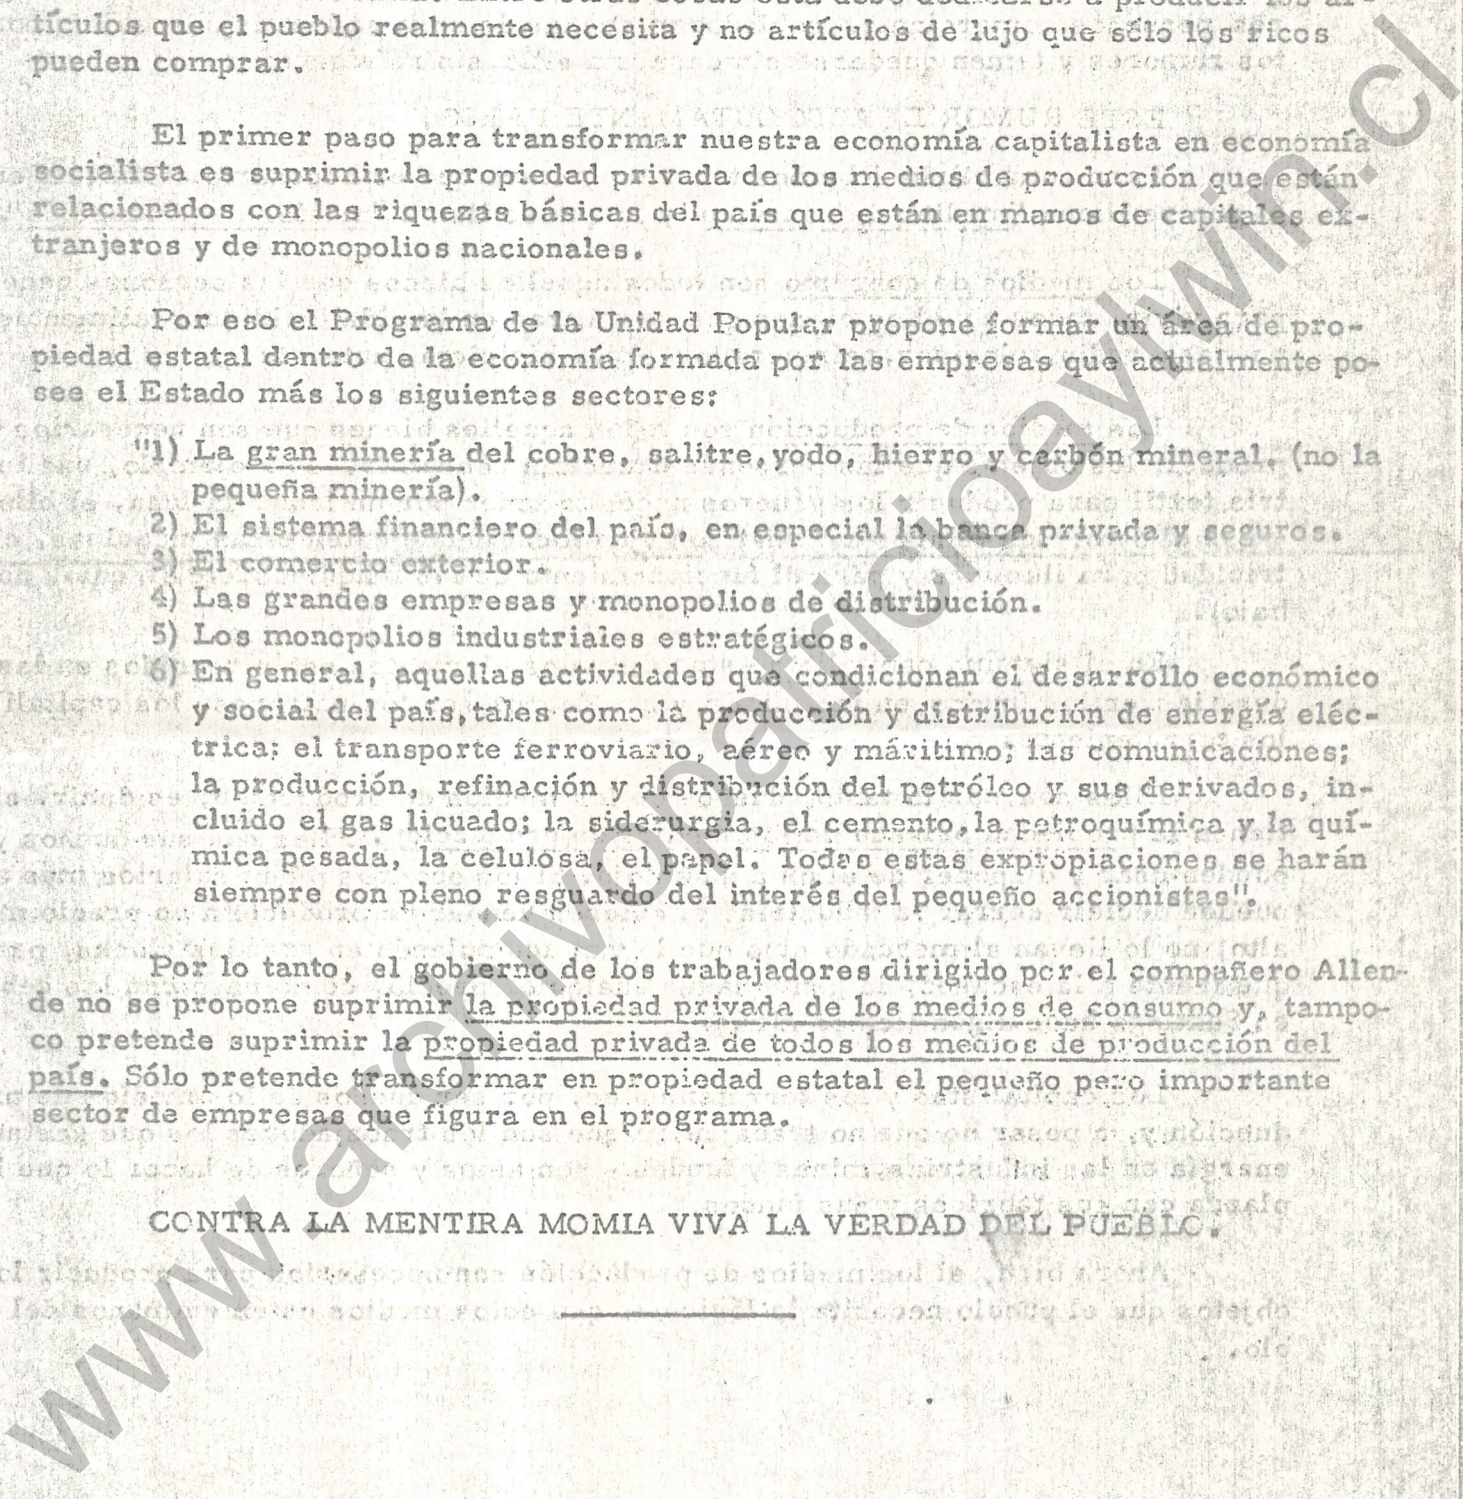 tículos que el pueblo realmente necesita y no artículos de lujo que sólo los ricos
pueden comprar.
El primer paso para transformar nuestra economía capitalista en economía
socialista es suprimir la propiedad privada de los medios de producción que están
relacionados con las riquezas básicas del país que están en manos de capitales ex-
tranjeros y de monopolios nacionales.
Por eso el Programa de la Unidad Popular propone formar un área de pro-
piedad estatal dentro de la economía formada por las empresas que actualmente po-
see el Estado más los siguientes sectores:
"1) La gran minería del cobre, salitre, yodo, hierro y carbón mineral. (no la
pequeña minería).
2) El sistema financiero del país, en especial la banca privada y seguros.
3) El comercio exterior.
4) Las grandes empresas y monopolios de distribución.
5) Los monopolios industriales estratégicos.
6) En general, aquellas actividades que condicionan el desarrollo económico
y social del país, tales como la producción y distribución de energía eléc-
trica; el transporte ferroviario, aéreo y márítimo; las comunicaciones;
la producción, refinación y distribución del petróleo y sus derivados, in-
cluido el gas licuado; la siderurgia, el cemento, la petroquímica y la quí-
mica pesada, la celulosa, el papel. Todas estas expropiaciones se harán
siempre con pleno resguardo del interés del pequeño accionistas".
Por lo tanto, el gobierno de los trabajadores dirigido por el compañero Allen-
de no se propone suprimir la propiedad privada de los medios de consumo y, tampo-
co pretende suprimir la propiedad privada de todos los medios de producción del
país. Sólo pretende transformar en propiedad estatal el pequeño pero importante
sector de empresas que figura en el programa.
CONTRA LA MENTIRA MOMIA VIVA LA VERDAD DEL PUEBLO.
www.archivopatricioaylwin.cl